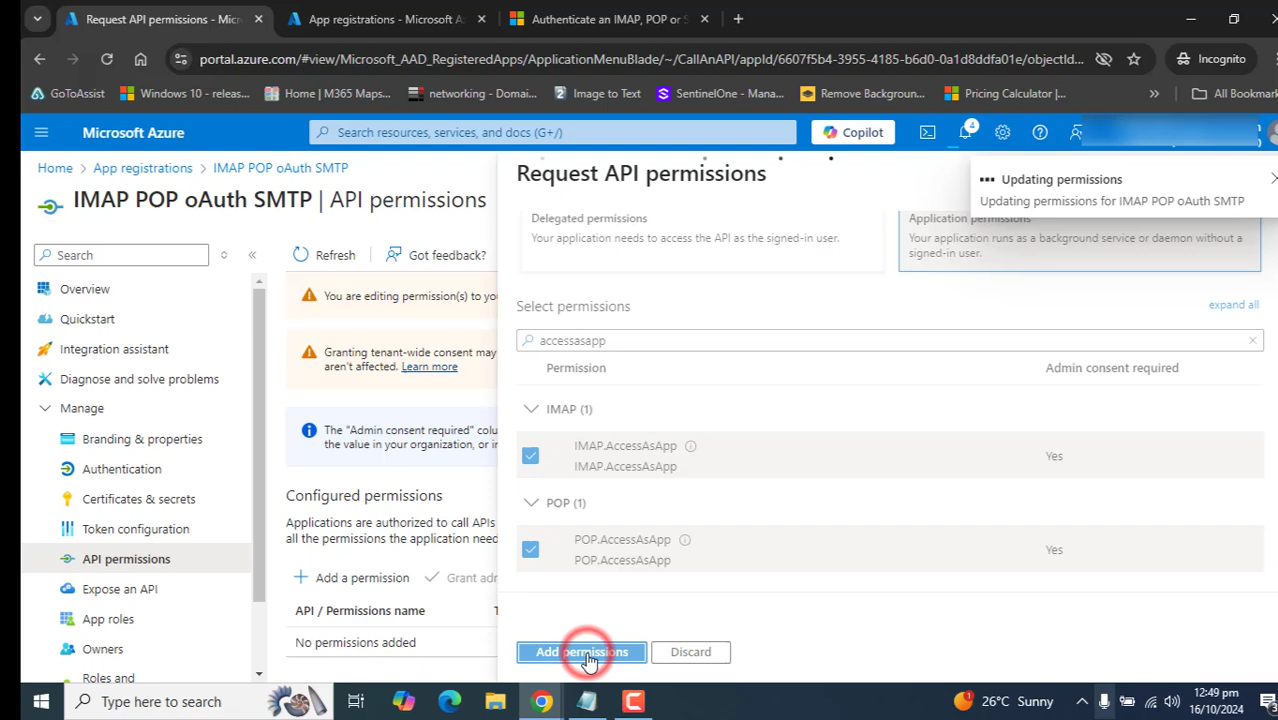 Request API permissions - Micr
App registrations - Microsoft A
Authenticate an IMAP, POP or S
portal.azure.com/#view/Microsoft_AAD_RegisteredApps/ApplicationMenuBlade/~/CallAnAPI/appId/6607f5b4-3955-4185-b6d0-0a1d8ddfa01e/objectId...
Incognito
GoToAssist
Windows 10 - releas...
Home | M365 Maps...
networking - Domai...
Image to Text
SentinelOne - Mana...
Remove Backgroun...
Pricing Calculator |...
»
All Bookmark
Microsoft Azure
Search resources, services, and docs (G+/)
Copilot
4
Home > App registrations > IMAP POP oAuth SMTP
IMAP POP oAuth SMTP | API permissions
Search
«
Overview
Quickstart
Integration assistant
Diagnose and solve problems
Manage
Branding & properties
Authentication
Certificates & secrets
Token configuration
API permissions
Expose an API
App roles
Owners
Roles and
Refresh
Got feedback?
You are editing permission(s) to yo
Granting tenant-wide consent may
aren't affected. Learn more
The "Admin consent required" colu
the value in your organization, or in
Configured permissions
Applications are authorized to call APIs
all the permissions the application need
Add a permission
Grant adr
API / Permissions name
T
No permissions added
Request API permissions
Updating permissions
Updating permissions for IMAP POP oAuth SMTP
Delegated permissions
Your application needs to access the API as the signed-in user.
Application permissions
Your application runs as a background service or daemon without a
signed-in user.
Select permissions
expand all
accessasapp
Permission
Admin consent required
IMAP (1)
IMAP.AccessAsApp
IMAP.AccessAsApp
Yes
POP (1)
POP.AccessAsApp
POP.AccessAsApp
Yes
Add permissions
Discard
Type here to search
26°C Sunny
12:49 pm
16/10/2024
3